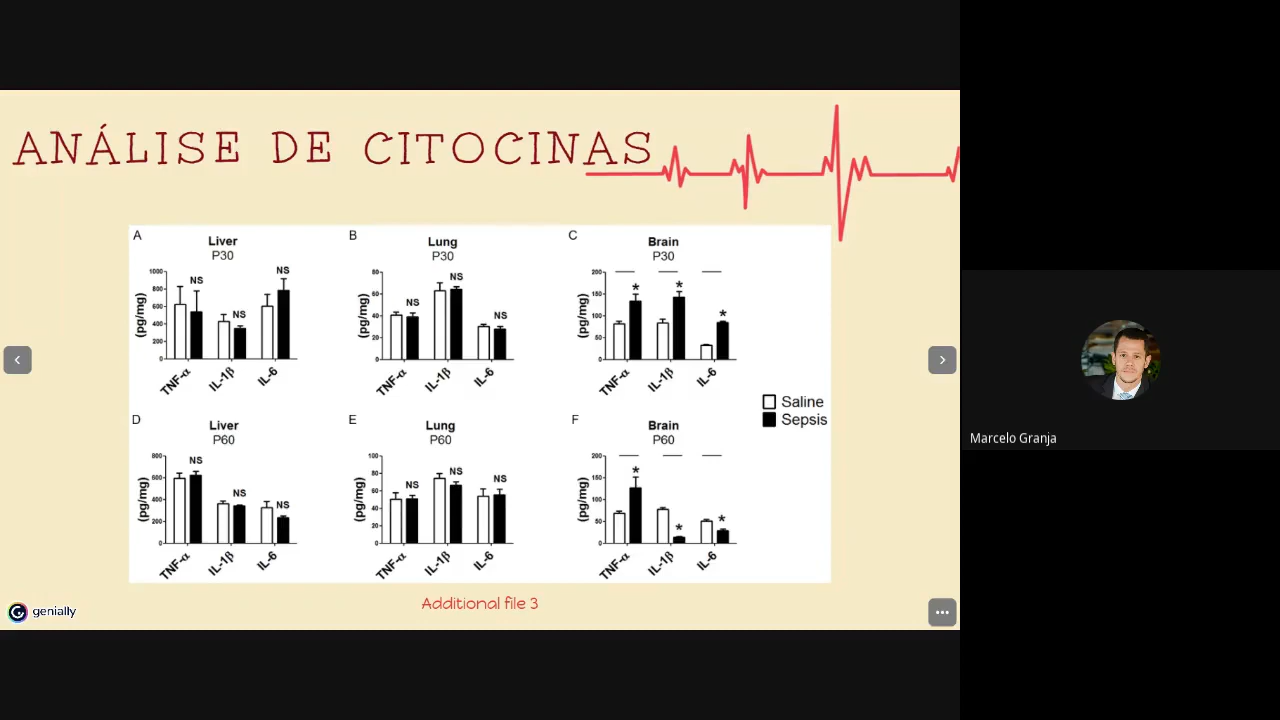 ANÁLISE DE CITOCINAS
A
Liver
P30
(pg/mg)
1000
800
600
400
200
0
NS
NS
NS
TNF-α
IL-1β
IL-6
B
Lung
P30
(pg/mg)
80
60
40
20
0
NS
NS
NS
TNF-α
IL-1β
IL-6
C
Brain
P30
(pg/mg)
200
150
100
50
0
*
*
*
TNF-α
IL-1β
IL-6
Saline
Sepsis
D
Liver
P60
(pg/mg)
800
600
400
200
0
NS
NS
NS
TNF-α
IL-1β
IL-6
E
Lung
P60
(pg/mg)
100
80
60
40
20
0
NS
NS
NS
TNF-α
IL-1β
IL-6
F
Brain
P60
(pg/mg)
200
150
100
50
0
*
*
*
TNF-α
IL-1β
IL-6
Additional file 3
genially
Marcelo Granja